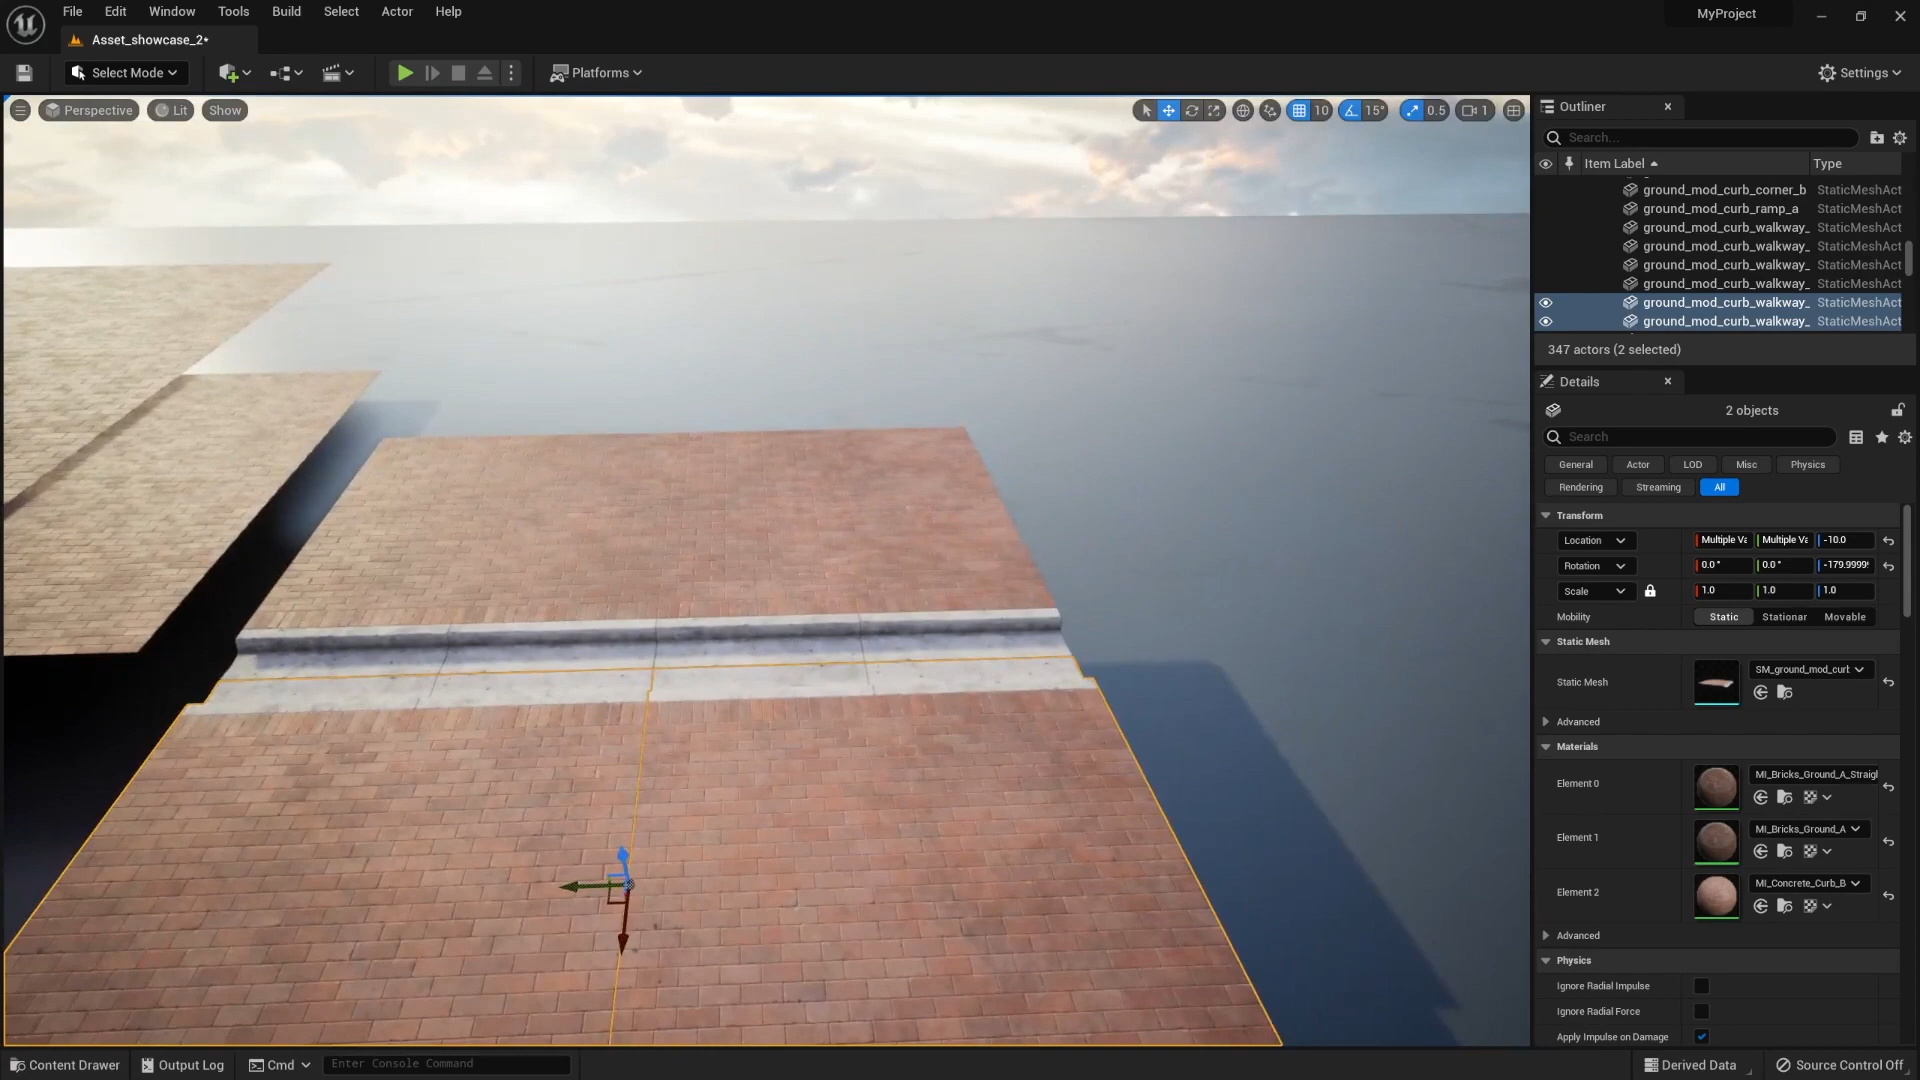 File Edit Window Tools Build Select Actor Help
MyProject
Asset_showcase_2*
Select Mode
Platforms
Settings
Perspective Lit Show
10 15° 0.5 1
Outliner
Search...
Item Label Type
ground_mod_curb_corner_b StaticMeshAct
ground_mod_curb_ramp_a StaticMeshAct
ground_mod_curb_walkway_ StaticMeshAct
ground_mod_curb_walkway_ StaticMeshAct
ground_mod_curb_walkway_ StaticMeshAct
ground_mod_curb_walkway_ StaticMeshAct
ground_mod_curb_walkway_ StaticMeshAct
ground_mod_curb_walkway_ StaticMeshAct
347 actors (2 selected)
Details
2 objects
Search
General Actor LOD Misc Physics
Rendering Streaming All
Transform
Location Multiple Va Multiple Va -10.0
Rotation 0.0° 0.0° -179.9999°
Scale 1.0 1.0 1.0
Mobility Static Stationar Movable
Static Mesh
Static Mesh SM_ground_mod_curb
Advanced
Materials
Element 0 MI_Bricks_Ground_A_Straigl
Element 1 MI_Bricks_Ground_A
Element 2 MI_Concrete_Curb_B
Advanced
Physics
Ignore Radial Impulse
Ignore Radial Force
Apply Impulse on Damage
Content Drawer Output Log Cmd Enter Console Command Derived Data Source Control Off